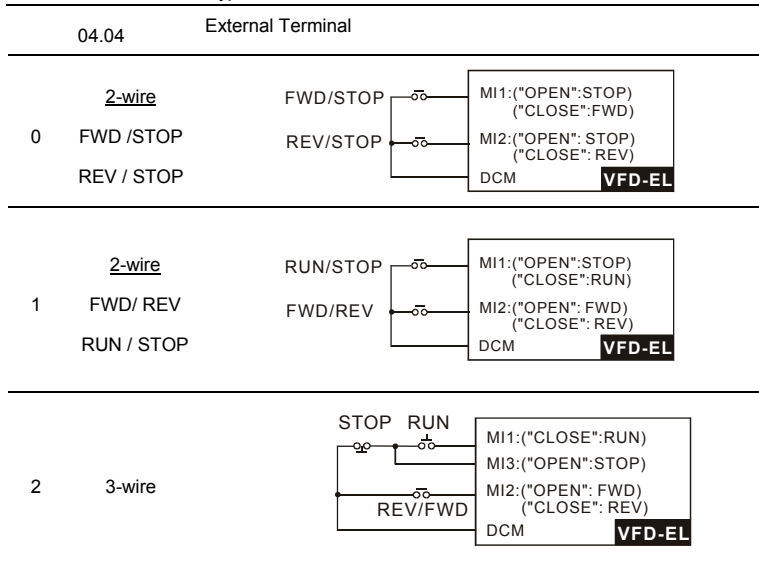 04.04 External Terminal
0
2-wire
FWD /STOP
REV / STOP
FWD/STOP
REV/STOP
MI1:("OPEN":STOP)
("CLOSE":FWD)
MI2:("OPEN": STOP)
("CLOSE": REV)
DCM
VFD-EL
1
2-wire
FWD/ REV
RUN / STOP
RUN/STOP
FWD/REV
MI1:("OPEN":STOP)
("CLOSE":RUN)
MI2:("OPEN": FWD)
("CLOSE": REV)
DCM
VFD-EL
2
3-wire
STOP RUN
REV/FWD
MI1:("CLOSE":RUN)
MI3:("OPEN":STOP)
MI2:("OPEN": FWD)
("CLOSE": REV)
DCM
VFD-EL